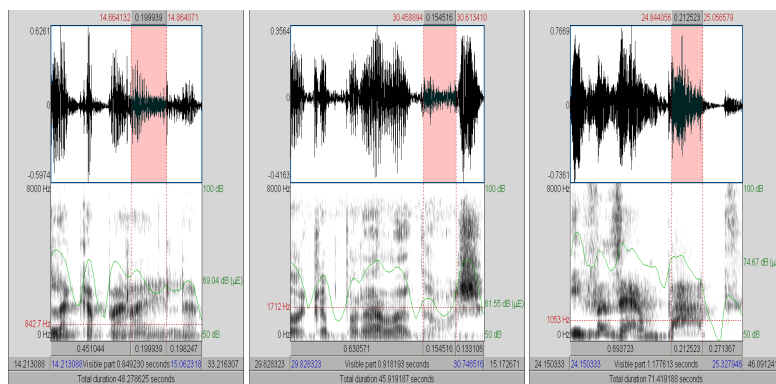 14.664132 0.199939 14.864071
0.6261
0
-0.5974
8000 Hz 100 dB
69.04 dB (µE)
842.7 Hz
0 Hz 50 dB
0.451044 0.199939 0.198247
14.213088 14.213088 Visible part 0.849230 seconds 15.062318 33.216307
Total duration 48.278625 seconds
30.458894 0.154516 30.613410
0.3564
0
-0.4163
8000 Hz 100 dB
1712 Hz
61.55 dB (µE)
0 Hz 50 dB
0.630571 0.154516 0.133106
29.828323 29.828323 Visible part 0.918193 seconds 30.746516 15.172671
Total duration 45.919187 seconds
24.844056 0.212523 25.056579
0.7669
0
-0.7361
8000 Hz 100 dB
74.67 dB (µ
1053 Hz
0 Hz 50 dB
0.693723 0.212523 0.271367
24.150333 24.150333 Visible part 1.177613 seconds 25.327946 46.091241
Total duration 71.419188 seconds